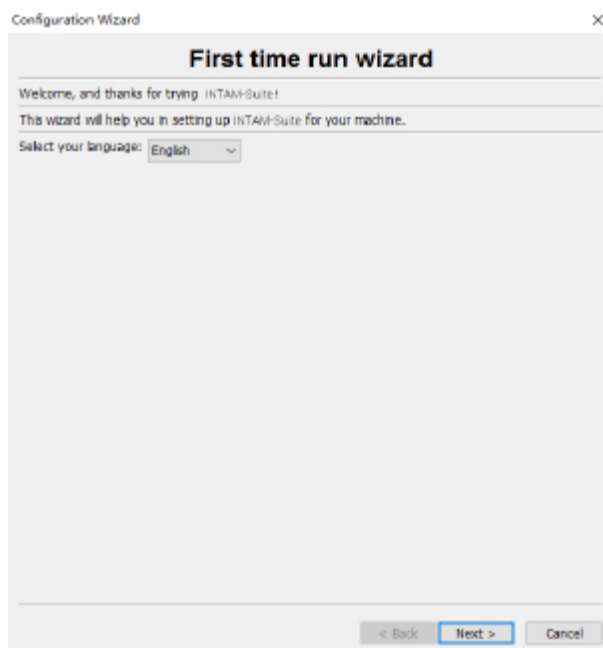 Configuration Wizard
First time run wizard
Welcome, and thanks for trying INTAM-Suite!
This wizard will help you in setting up INTAM-Suite for your machine.
Select your language: English
< Back Next > Cancel